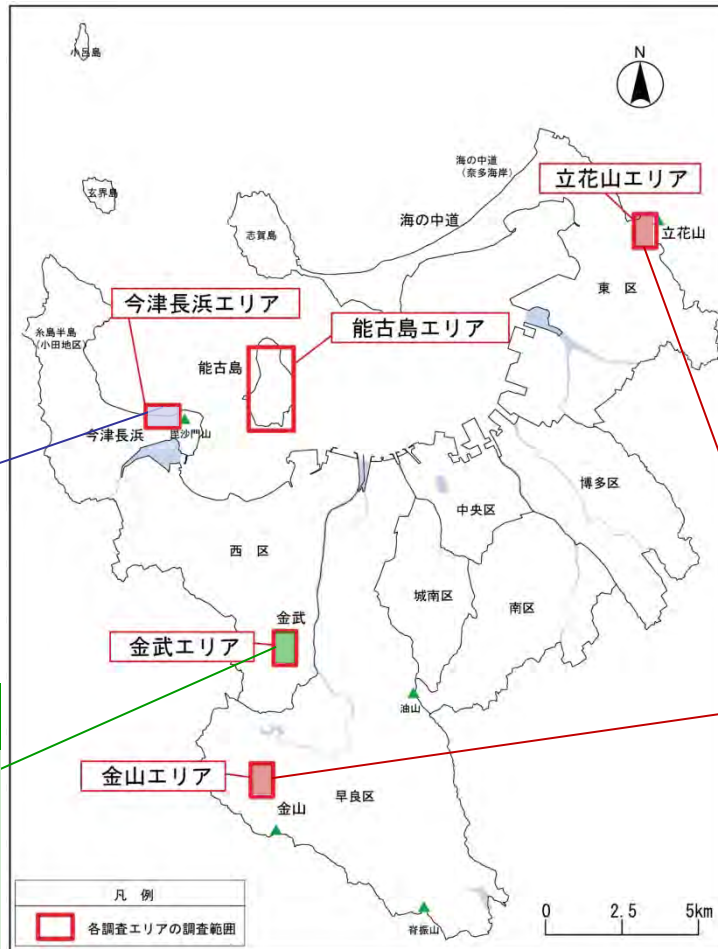 小呂島
N
海の中道
（奈多海岸）
玄界島
立花山エリア
志賀島
海の中道
立花山
東 区
今津長浜エリア
糸島半島
（小田地区）
能古島エリア
能古島
今津長浜
毘沙門山
博多区
中央区
西 区
城南区
南区
金武
金武エリア
油山
金山エリア
早良区
金山
凡 例
各調査エリアの調査範囲
脊振山
0 2.5 5km